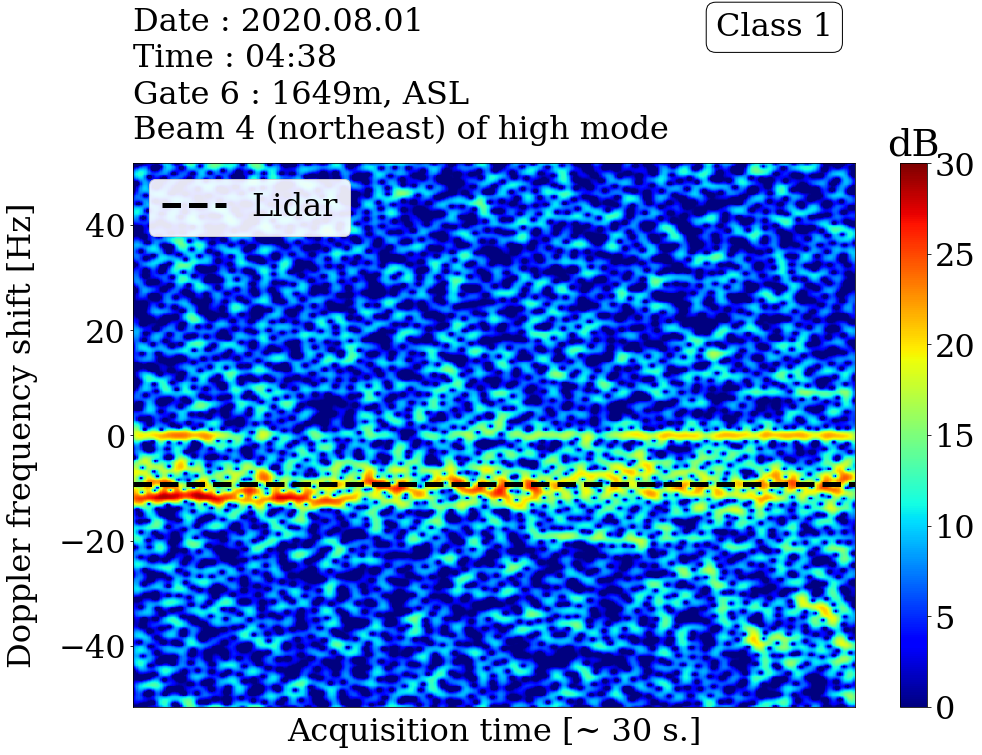 Date : 2020.08.01
Time : 04:38
Gate 6 : 1649m, ASL
Beam 4 (northeast) of high mode
Class 1
dB
Lidar
Doppler frequency shift [Hz]
40
20
0
−20
−40
30
25
20
15
10
5
0
Acquisition time [~ 30 s.]